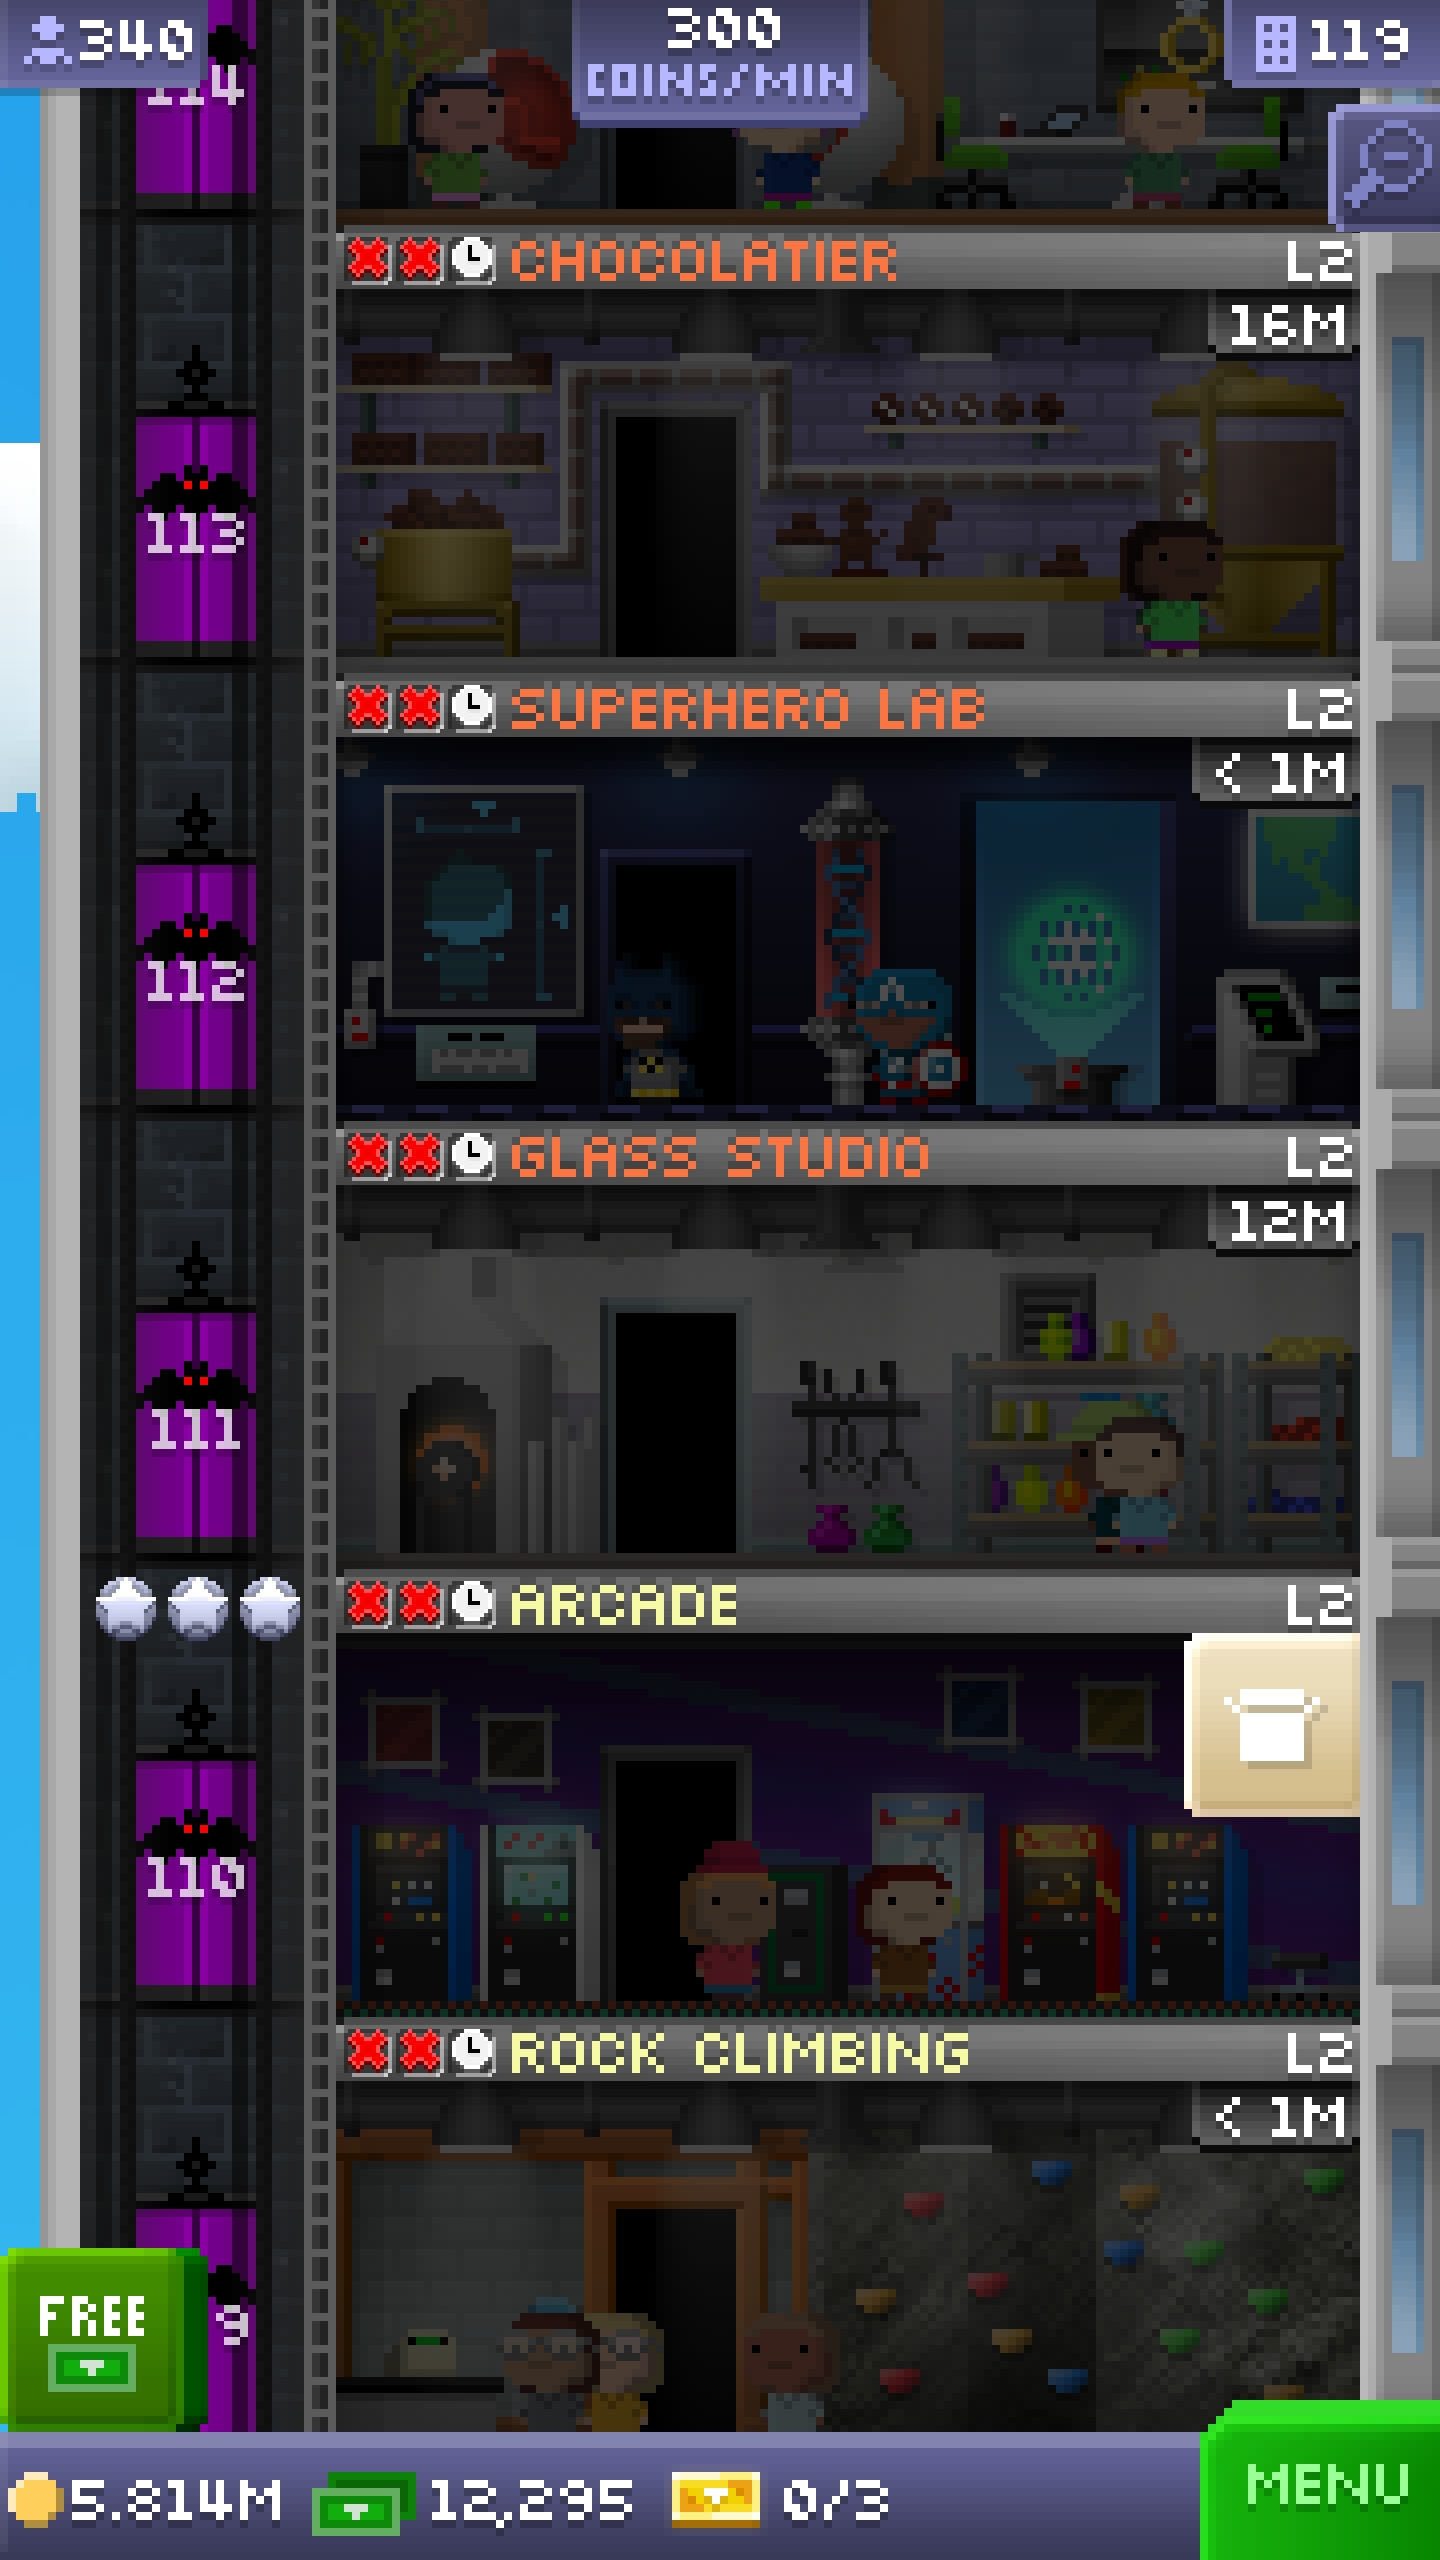 340
300
COINS/MIN
119
114
CHOCOLATIER L2
16M
113
SUPERHERO LAB L2
< 1M
112
GLASS STUDIO L2
12M
111
ARCADE L2
110
ROCK CLIMBING L2
< 1M
FREE
9
5.814M 12,295 0/3
MENU